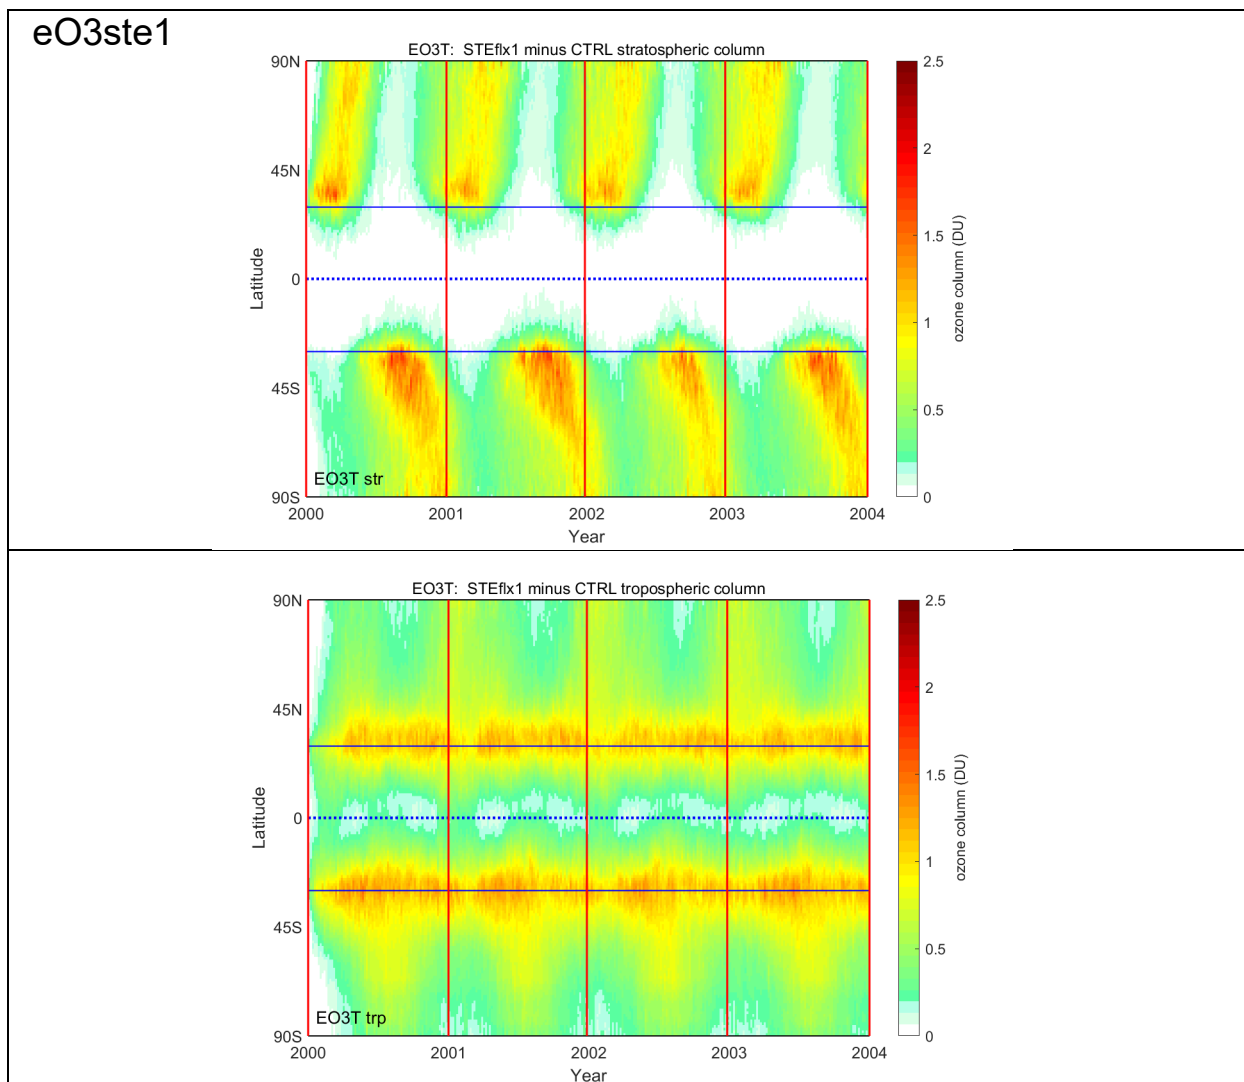 eO3ste1
EO3T: STEflx1 minus CTRL stratospheric column
90N
45N
0
45S
90S
Latitude
EO3T str
2000
2001
2002
2003
2004
Year
2.5
2
1.5
1
0.5
0
ozone column (DU)
EO3T: STEflx1 minus CTRL tropospheric column
90N
45N
0
45S
90S
Latitude
EO3T trp
2000
2001
2002
2003
2004
Year
2.5
2
1.5
1
0.5
0
ozone column (DU)